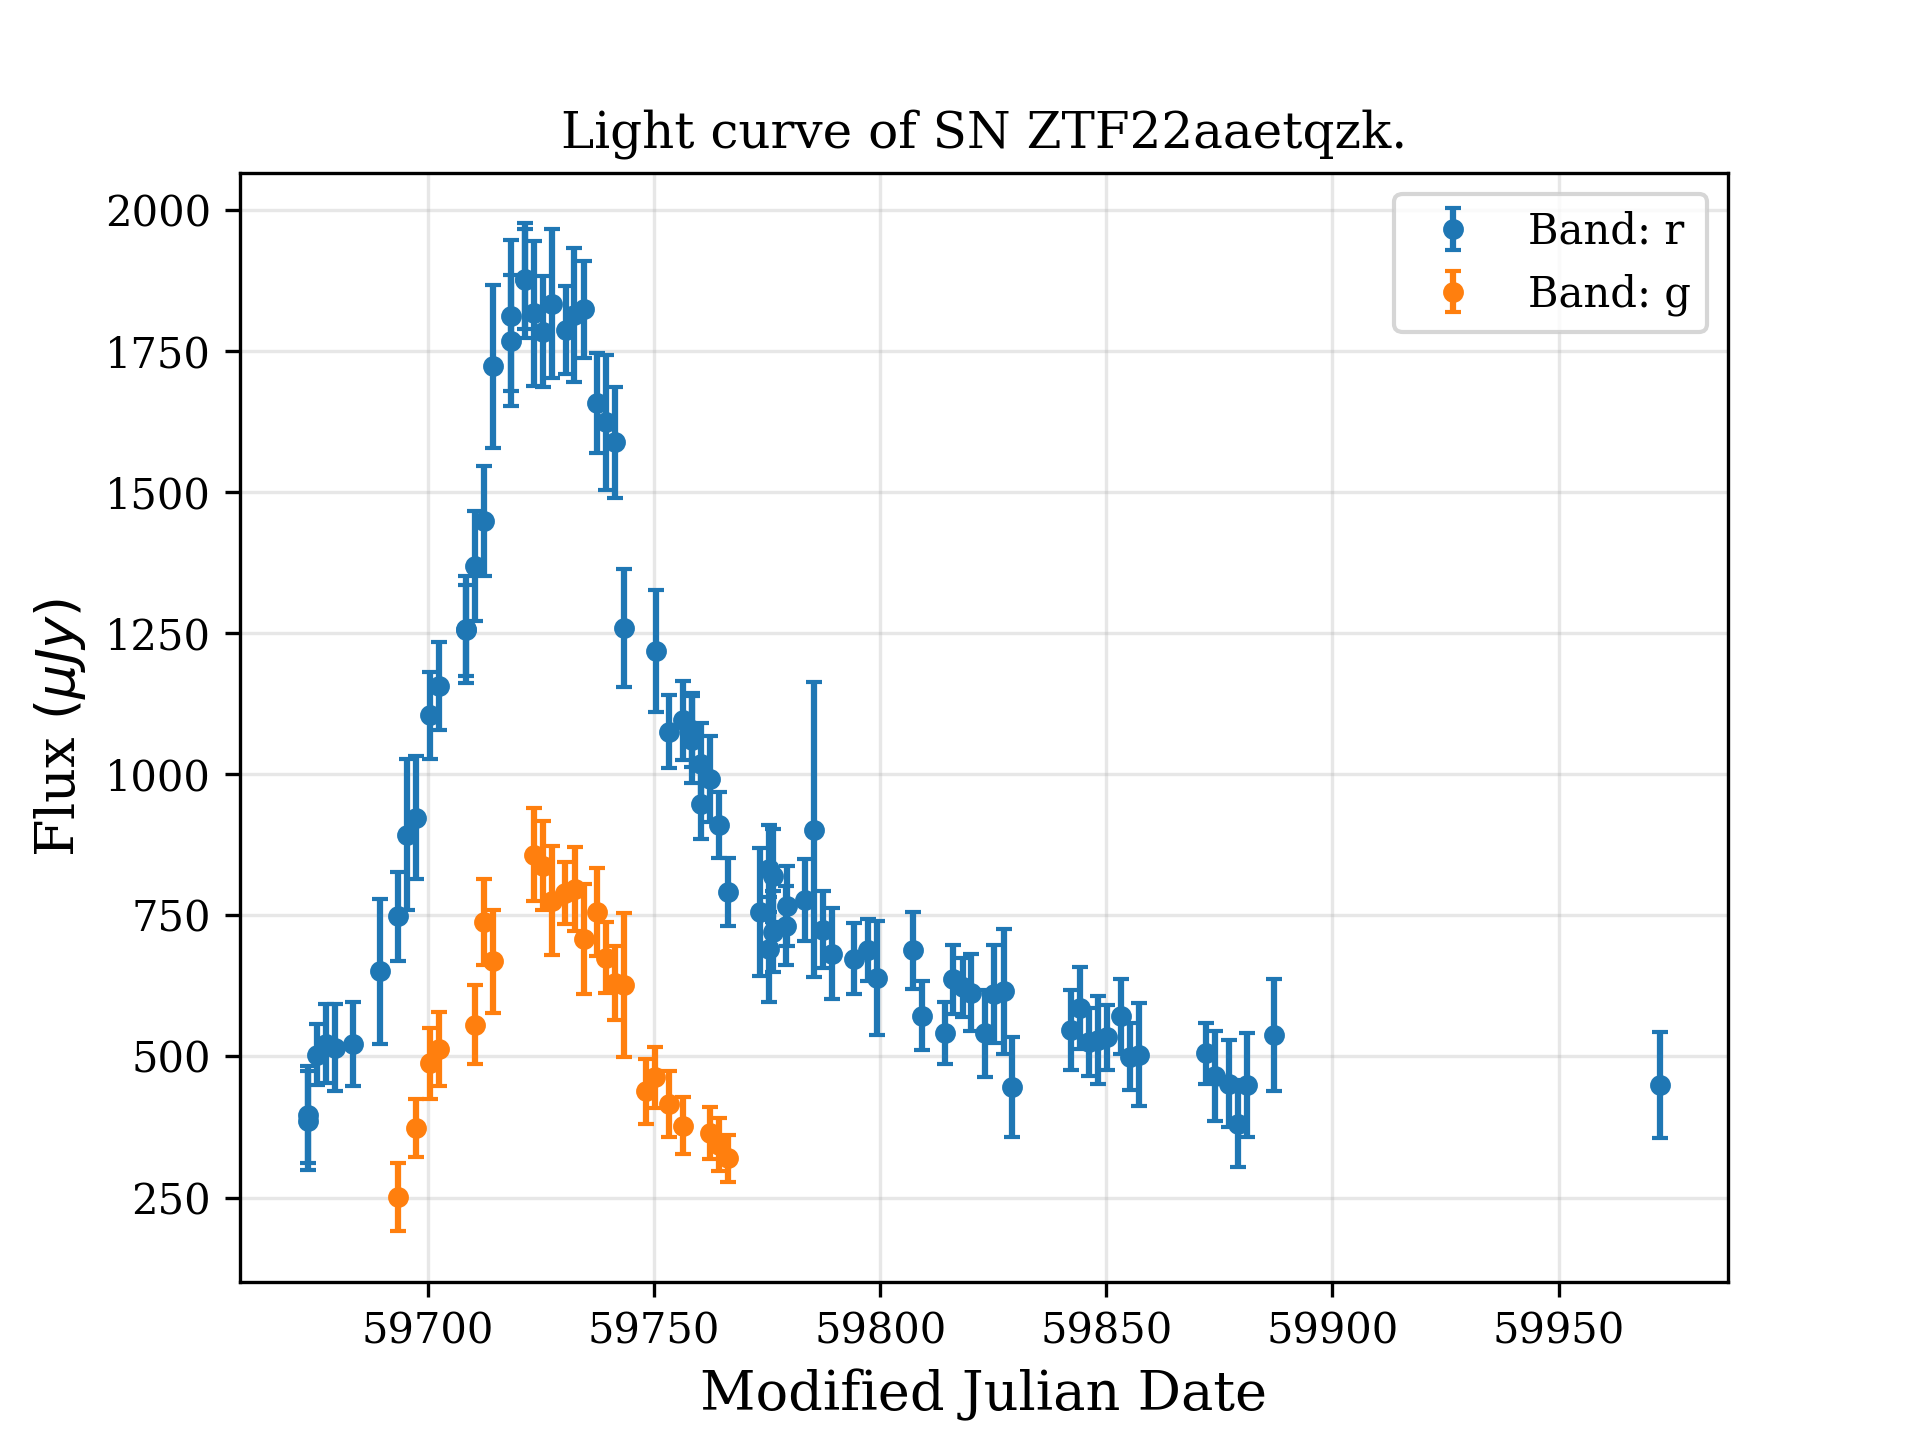 Light curve of SN ZTF22aaetqzk.
Band: r
Band: g
2000
1750
1500
1250
1000
750
500
250
Flux (μJy)
59700 59750 59800 59850 59900 59950
Modified Julian Date